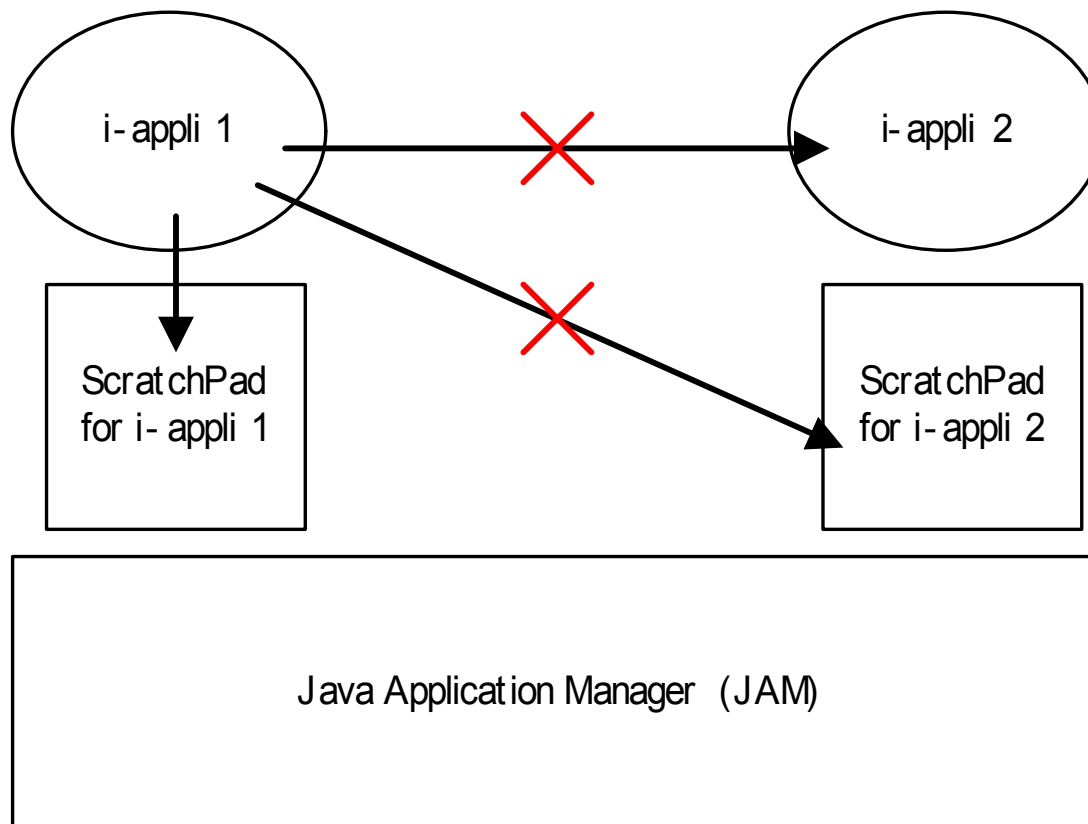 i-appli 1
i-appli 2
ScratchPad
for i-appli 1
ScratchPad
for i-appli 2
Java Application Manager (JAM)